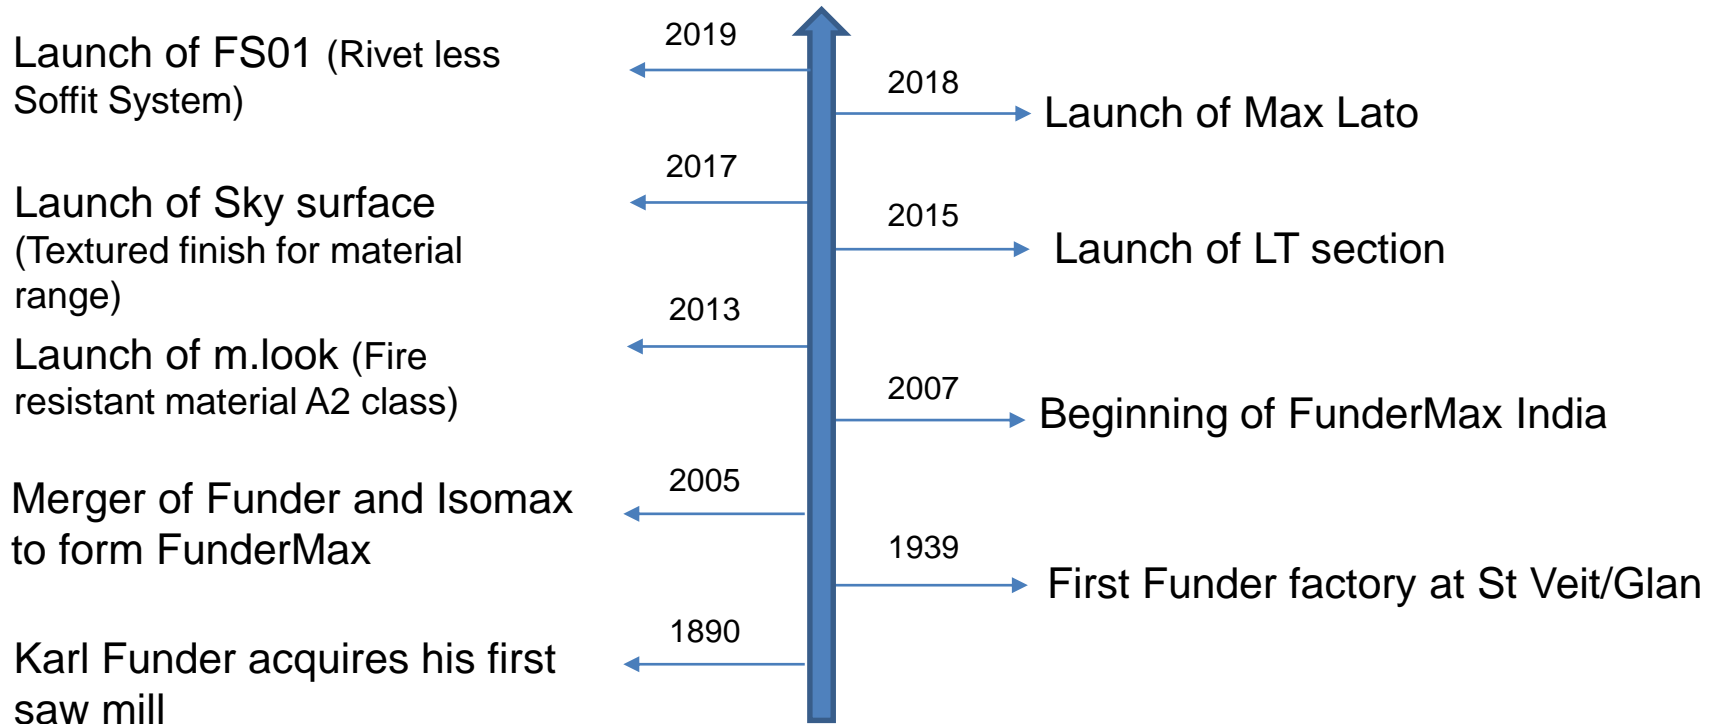 2019
Launch of FS01 (Rivet less
Soffit System)
2018
Launch of Max Lato
2017
Launch of Sky surface
(Textured finish for material
range)
2015
Launch of LT section
2013
Launch of m.look (Fire
resistant material A2 class)
2007
Beginning of FunderMax India
2005
Merger of Funder and Isomax
to form FunderMax
1939
First Funder factory at St Veit/Glan
1890
Karl Funder acquires his first
saw mill